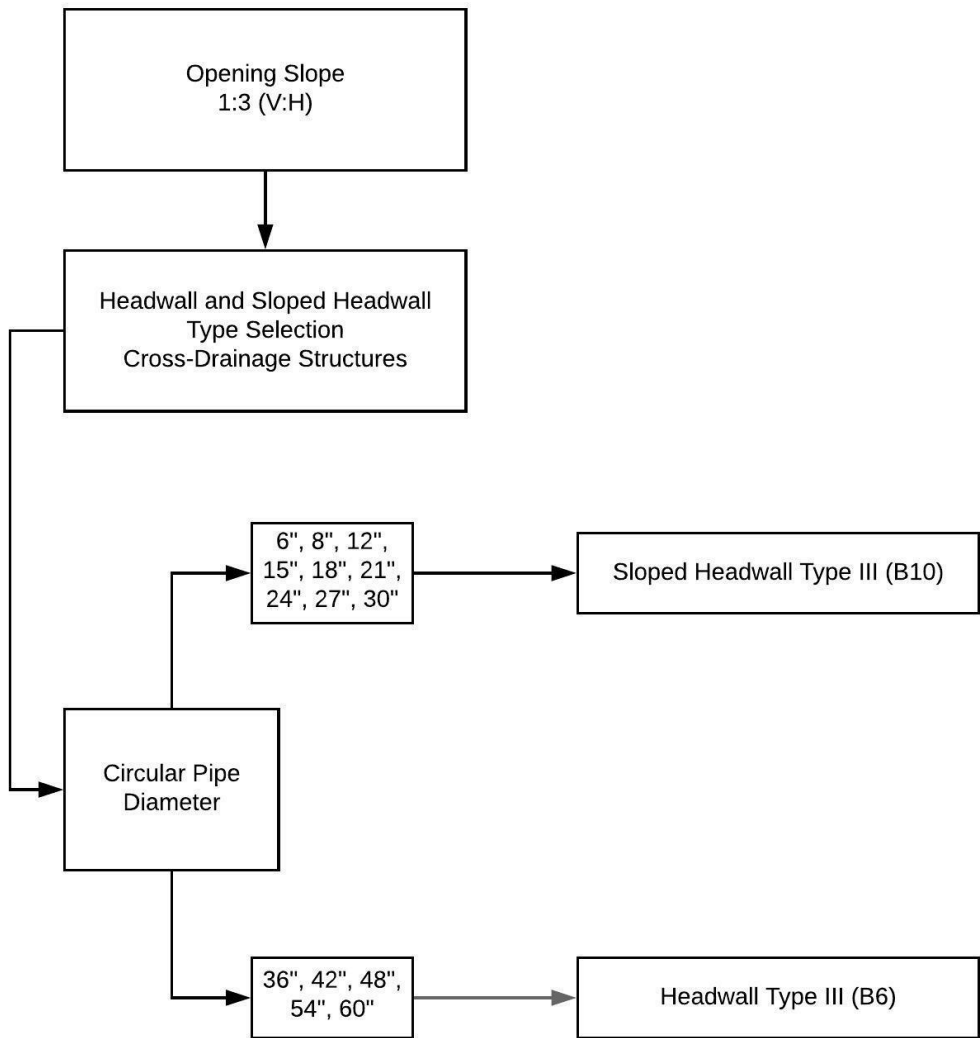 Opening Slope
1:3 (V:H)
Headwall and Sloped Headwall
Type Selection
Cross-Drainage Structures
6", 8", 12",
15", 18", 21",
24", 27", 30"
Sloped Headwall Type III (B10)
Circular Pipe
Diameter
36", 42", 48",
54", 60"
Headwall Type III (B6)